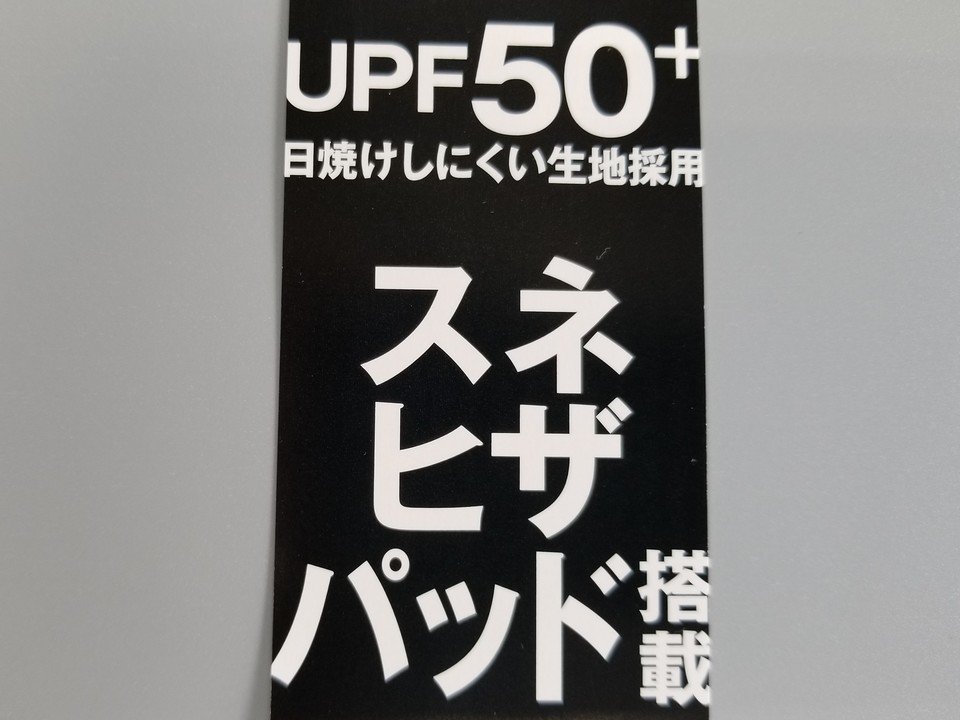 UPF50+
日焼けしにくい生地採用
スネ
ヒザ
パッド搭載